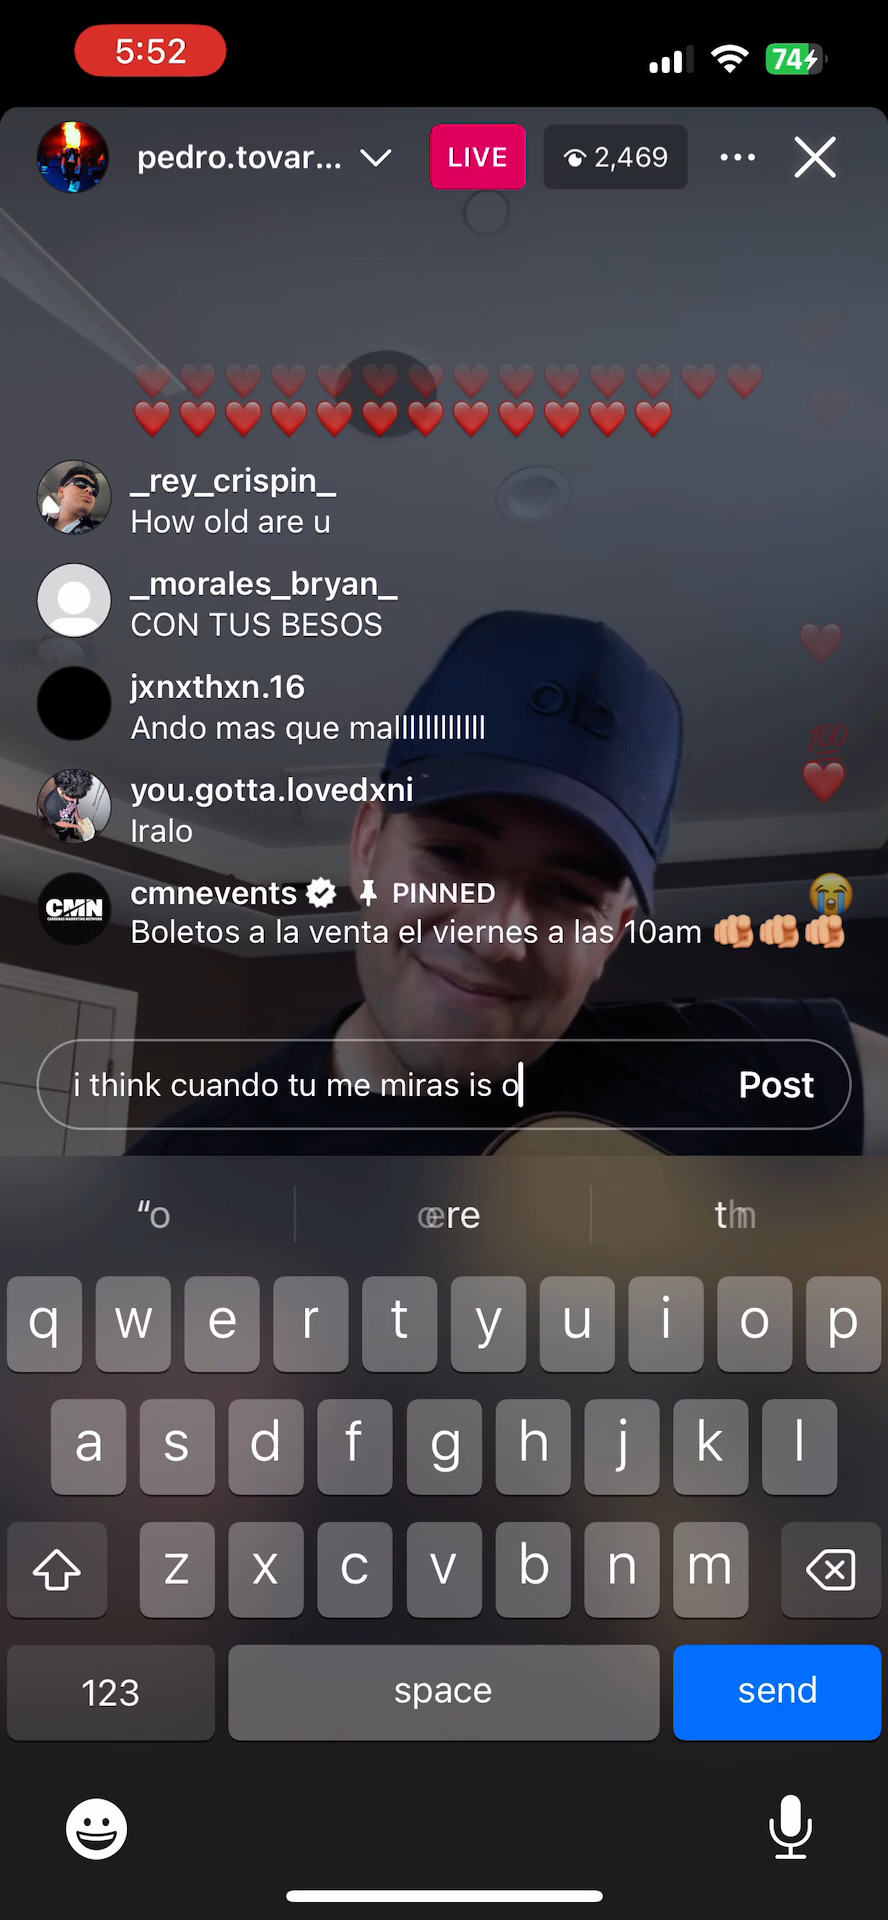 5:52
74
pedro.tovar...
LIVE
2,469
_rey_crispin_
How old are u
_morales_bryan_
CON TUS BESOS
jxnxthxn.16
Ando mas que mallllllllllll
you.gotta.lovedxni
Iralo
CMN
cmnevents PINNED
Boletos a la venta el viernes a las 10am
i think cuando tu me miras is o
Post
q w e r t y u i o p
a s d f g h j k l
z x c v b n m
123 space send